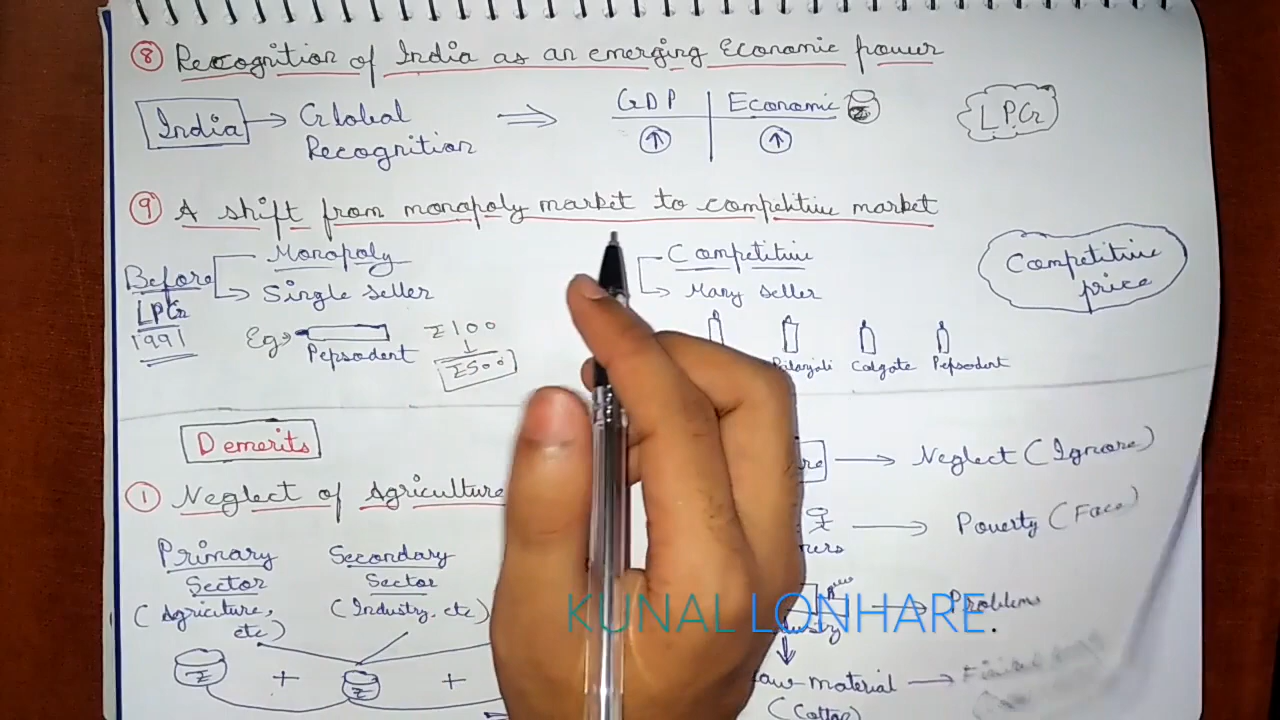 ⑧ Recognition of India as an emerging Economic power
India → Global Recognition ⇒ GDP ↑ | Economic ↑
LPG
⑨ A shift from monopoly market to competitive market
Before LPG 1991
Monopoly
Single Seller
Eg→ Pepsodent
₹100
↓
₹500
Competitive
Many seller
Patanjali Colgate Pepsodent
Competitive price
Demerits
① Neglect of Agriculture
→ Neglect (Ignore)
→ Poverty (Face)
→ Problems
material →
(Cotton)
Primary Sector
(Agriculture, etc)
Secondary Sector
(Industry, etc)
+ +
KUNAL LONHARE.